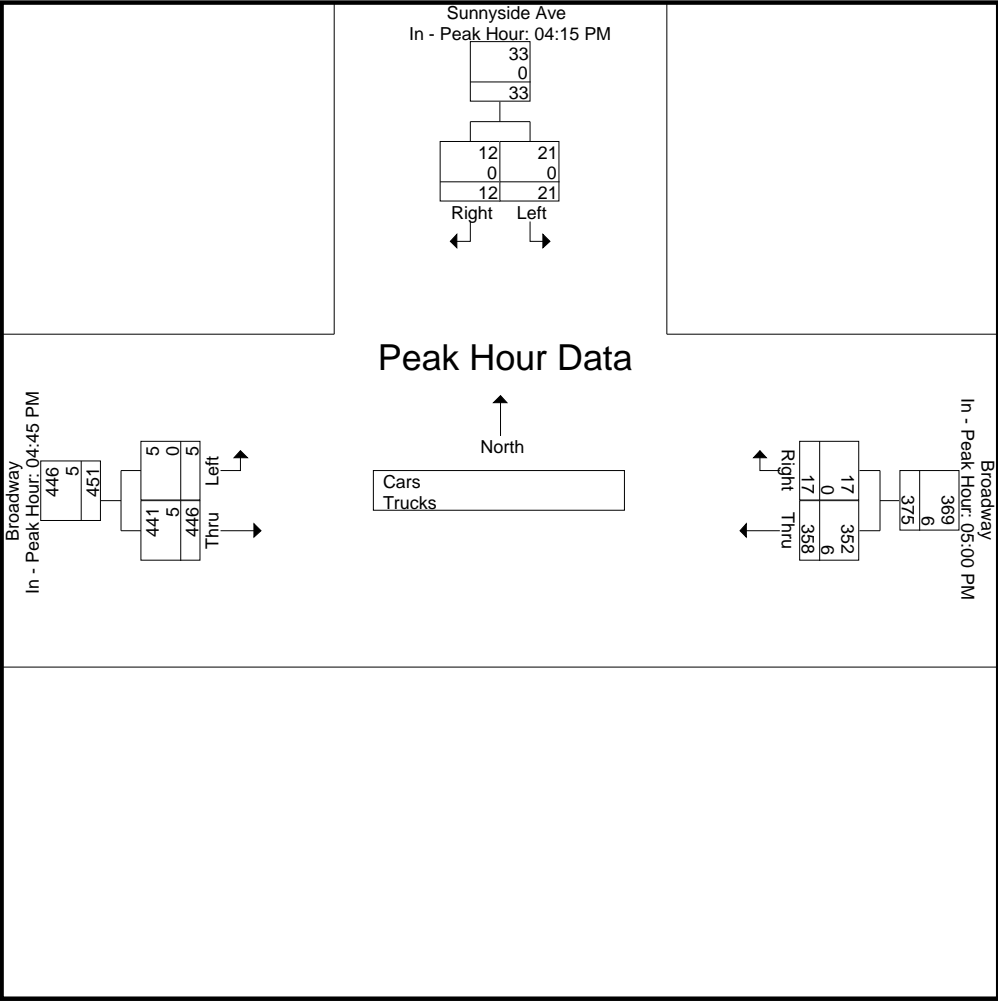 Sunnyside Ave
In - Peak Hour: 04:15 PM
33
0
33
12 21
0 0
12 21
Right Left
Peak Hour Data
North
Cars
Trucks
Broadway
In - Peak Hour: 04:45 PM
446
5
451
5 0 5
Left
441 5 446
Thru
Broadway
In - Peak Hour: 05:00 PM
369
6
375
17 0 17
Right
352 6 358
Thru